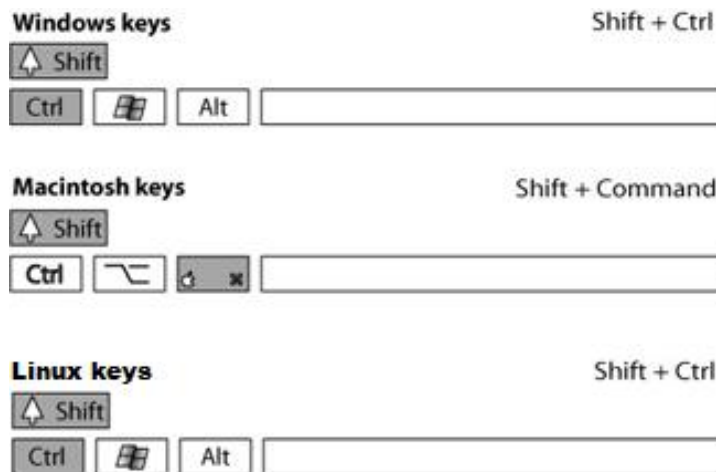 Windows keys Shift + Ctrl
Shift
Ctrl Alt
Macintosh keys Shift + Command
Shift
Ctrl ⌥ ⌘
Linux keys Shift + Ctrl
Shift
Ctrl Alt